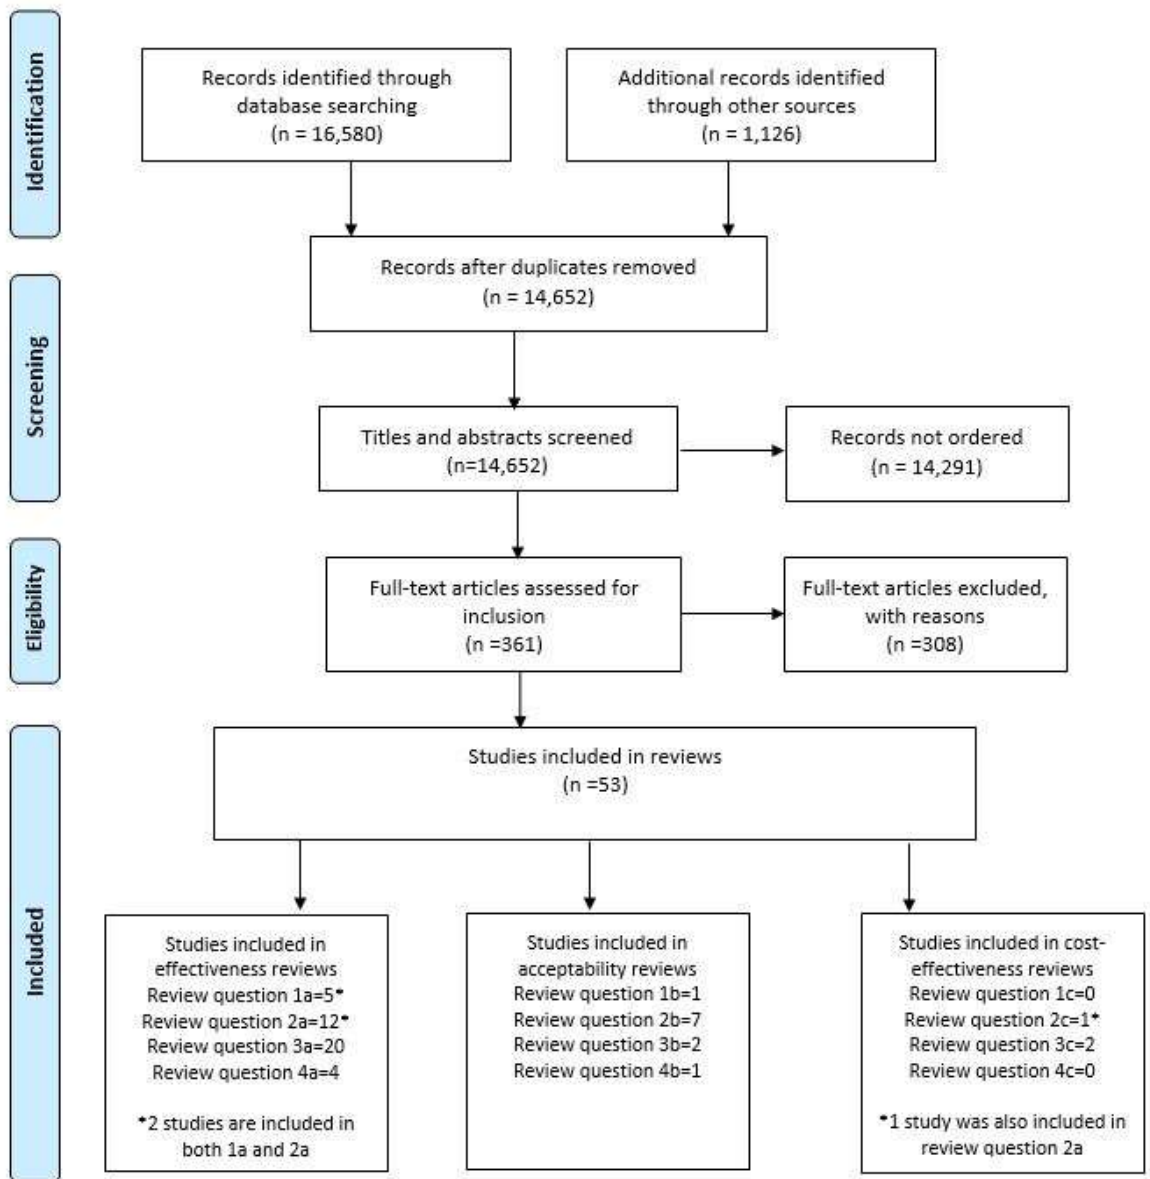 Identification
Records identified through
database searching
(n = 16,580)
Additional records identified
through other sources
(n = 1,126)
Records after duplicates removed
(n = 14,652)
Screening
Titles and abstracts screened
(n=14,652)
Records not ordered
(n = 14,291)
Eligibility
Full-text articles assessed for
inclusion
(n =361)
Full-text articles excluded,
with reasons
(n =308)
Included
Studies included in reviews
(n =53)
Studies included in
effectiveness reviews
Review question 1a=5*
Review question 2a=12*
Review question 3a=20
Review question 4a=4
*2 studies are included in
both 1a and 2a
Studies included in
acceptability reviews
Review question 1b=1
Review question 2b=7
Review question 3b=2
Review question 4b=1
Studies included in cost-
effectiveness reviews
Review question 1c=0
Review question 2c=1*
Review question 3c=2
Review question 4c=0
*1 study was also included in
review question 2a